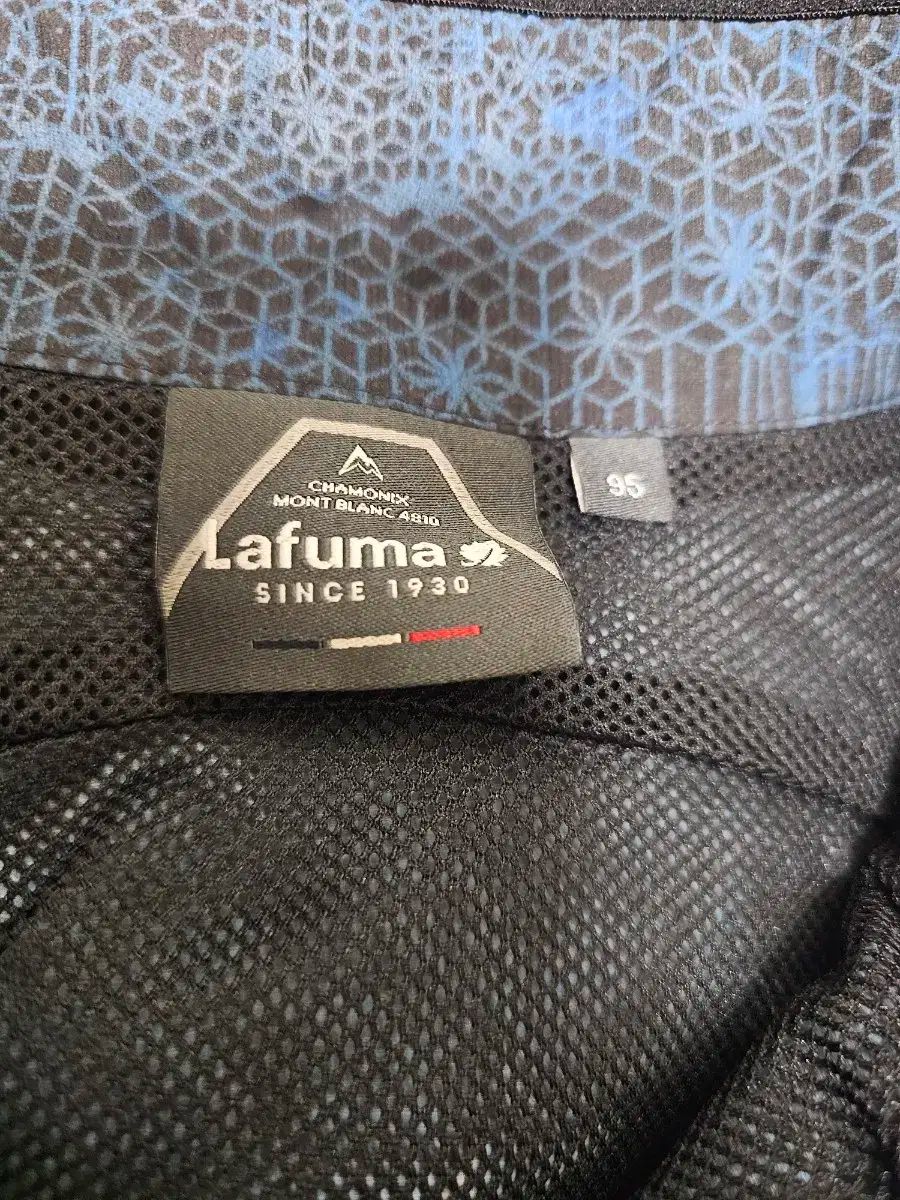 CHAMONIX-
MONT BLANC 4810
Lafuma
SINCE 1930
95